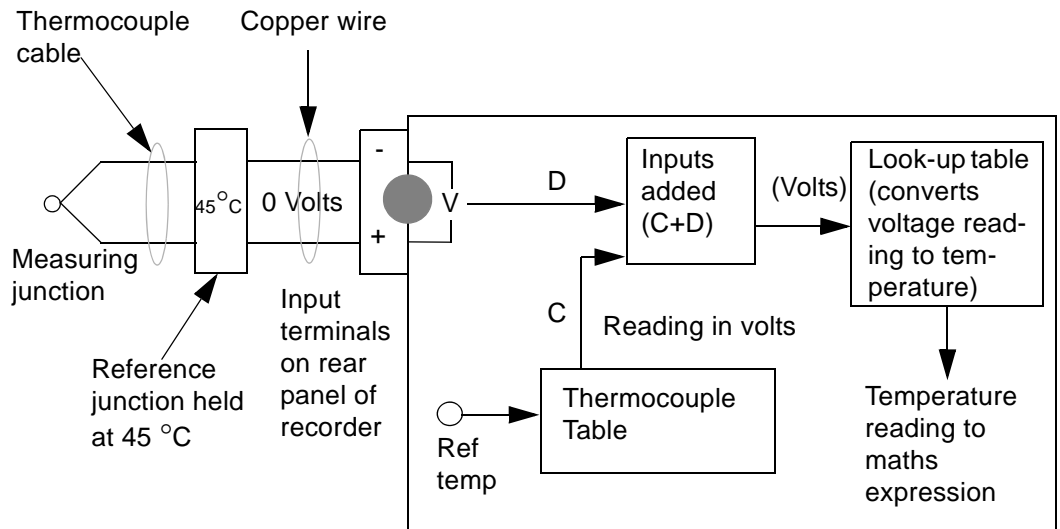 Thermocouple
cable
Copper wire
45°C
0 Volts
-
+
V
D
Inputs
added
(C+D)
(Volts)
Look-up table
(converts
voltage read-
ing to tem-
perature)
Measuring
junction
Input
terminals
on rear
panel of
recorder
C
Reading in volts
Reference
junction held
at 45 °C
Ref
temp
Thermocouple
Table
Temperature
reading to
maths
expression